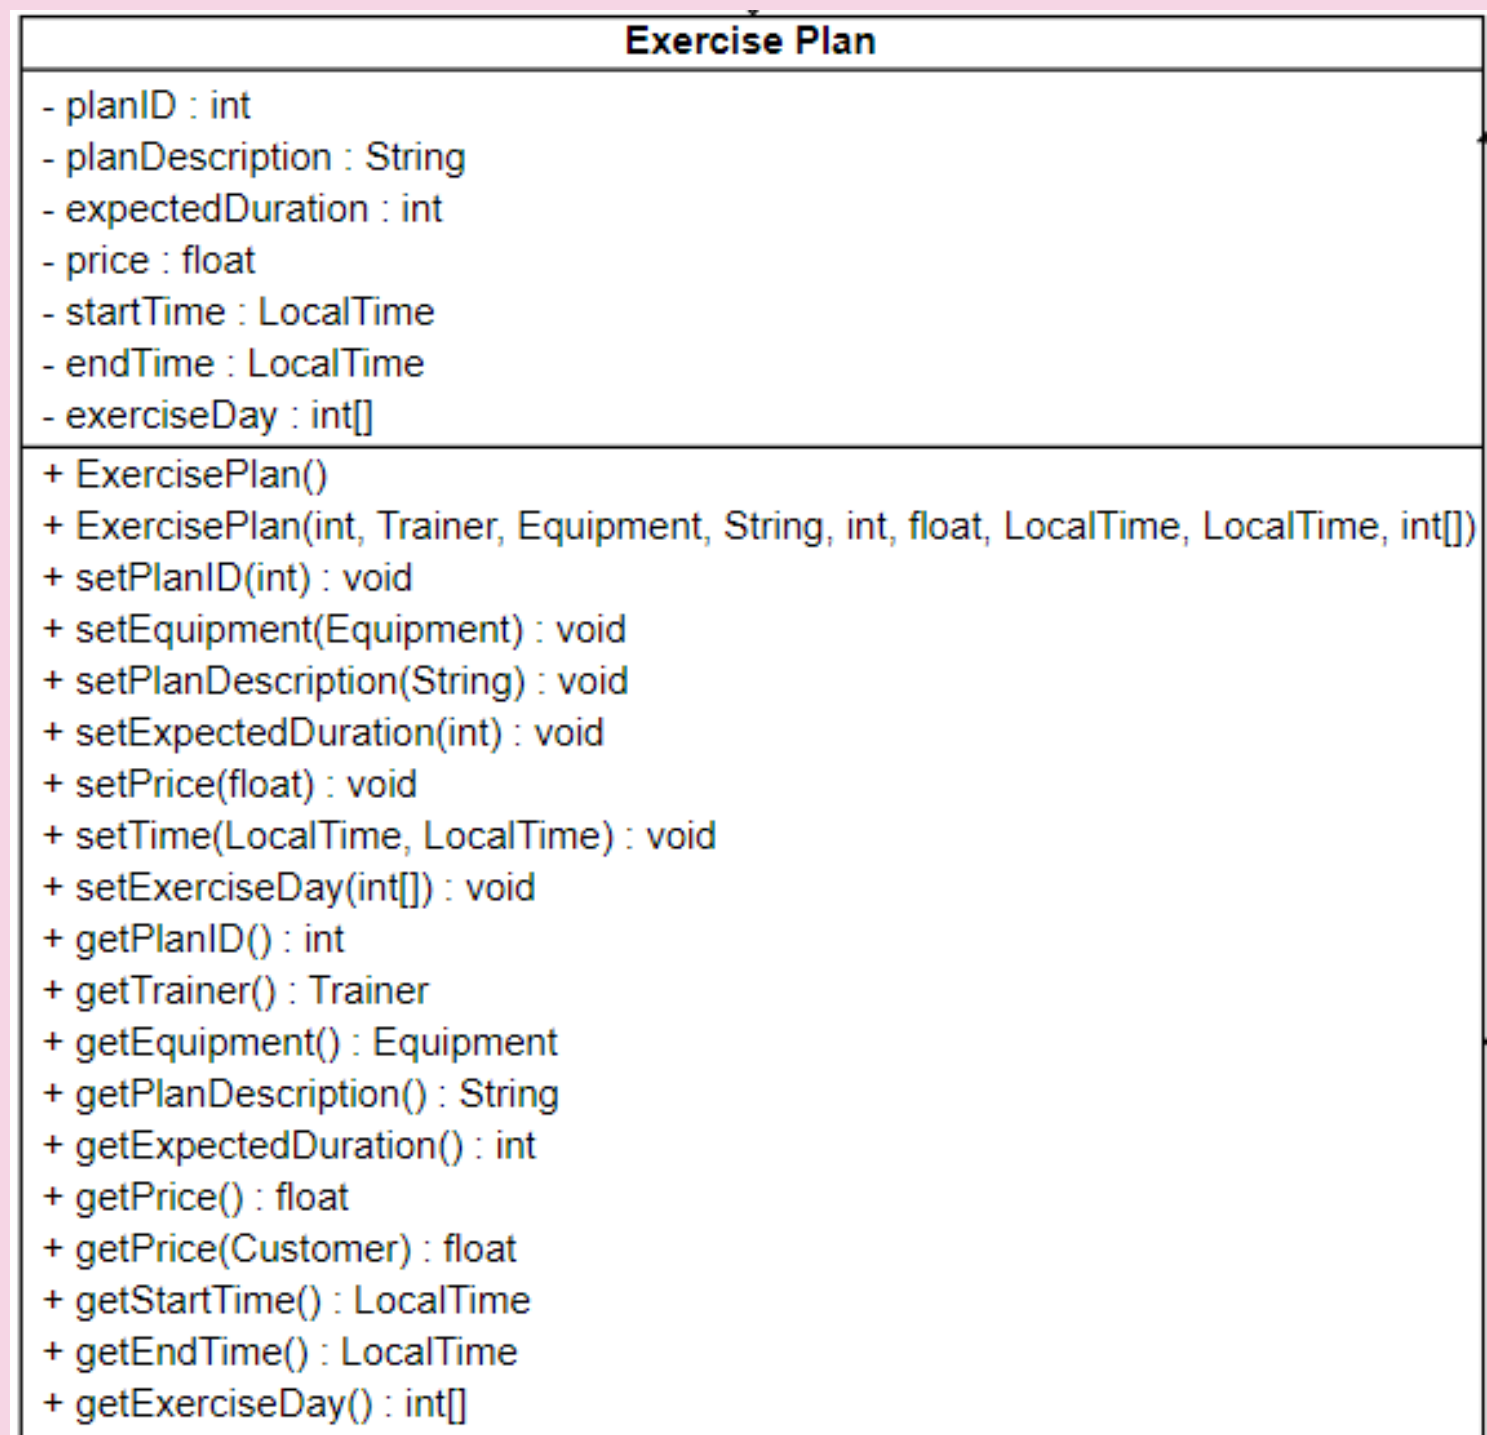 Exercise Plan
- planID : int
- planDescription : String
- expectedDuration : int
- price : float
- startTime : LocalTime
- endTime : LocalTime
- exerciseDay : int[]
+ ExercisePlan()
+ ExercisePlan(int, Trainer, Equipment, String, int, float, LocalTime, LocalTime, int[])
+ setPlanID(int) : void
+ setEquipment(Equipment) : void
+ setPlanDescription(String) : void
+ setExpectedDuration(int) : void
+ setPrice(float) : void
+ setTime(LocalTime, LocalTime) : void
+ setExerciseDay(int[]) : void
+ getPlanID() : int
+ getTrainer() : Trainer
+ getEquipment() : Equipment
+ getPlanDescription() : String
+ getExpectedDuration() : int
+ getPrice() : float
+ getPrice(Customer) : float
+ getStartTime() : LocalTime
+ getEndTime() : LocalTime
+ getExerciseDay() : int[]